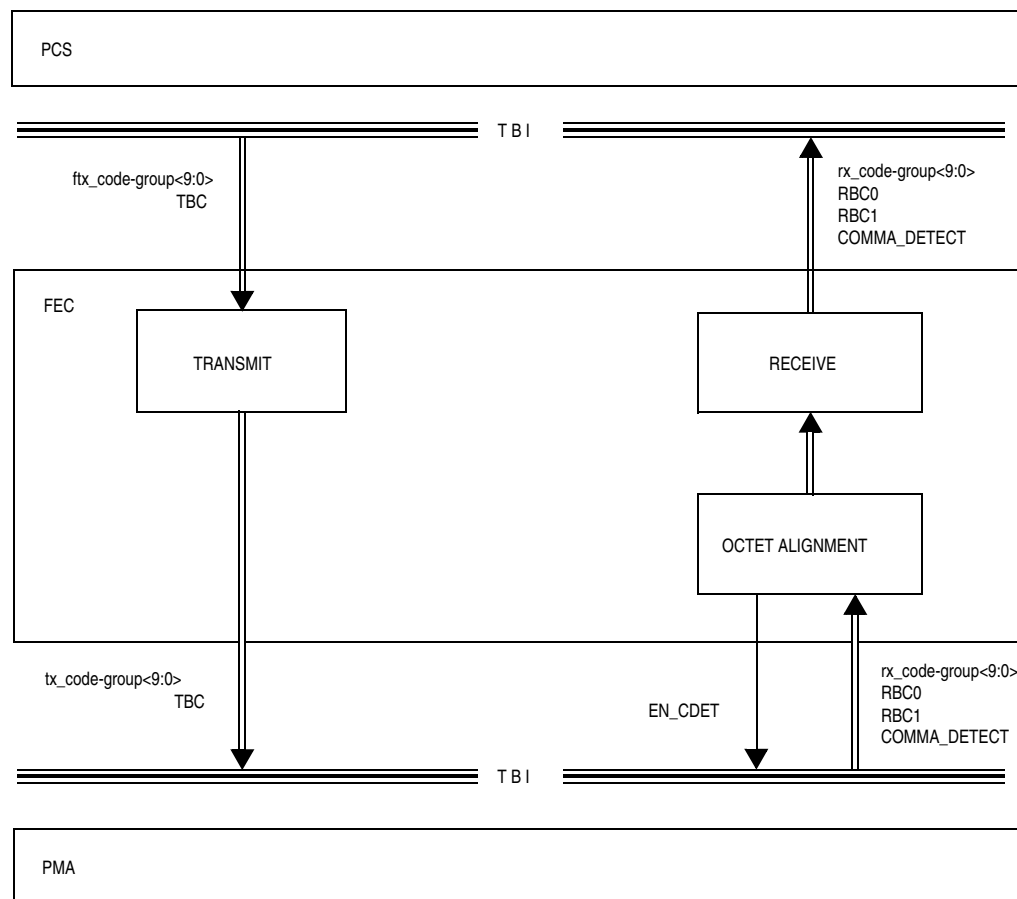 PCS
T B I
ftx_code-group<9:0>
TBC
rx_code-group<9:0>
RBC0
RBC1
COMMA_DETECT
FEC
TRANSMIT
RECEIVE
OCTET ALIGNMENT
tx_code-group<9:0>
TBC
EN_CDET
rx_code-group<9:0>
RBC0
RBC1
COMMA_DETECT
T B I
PMA